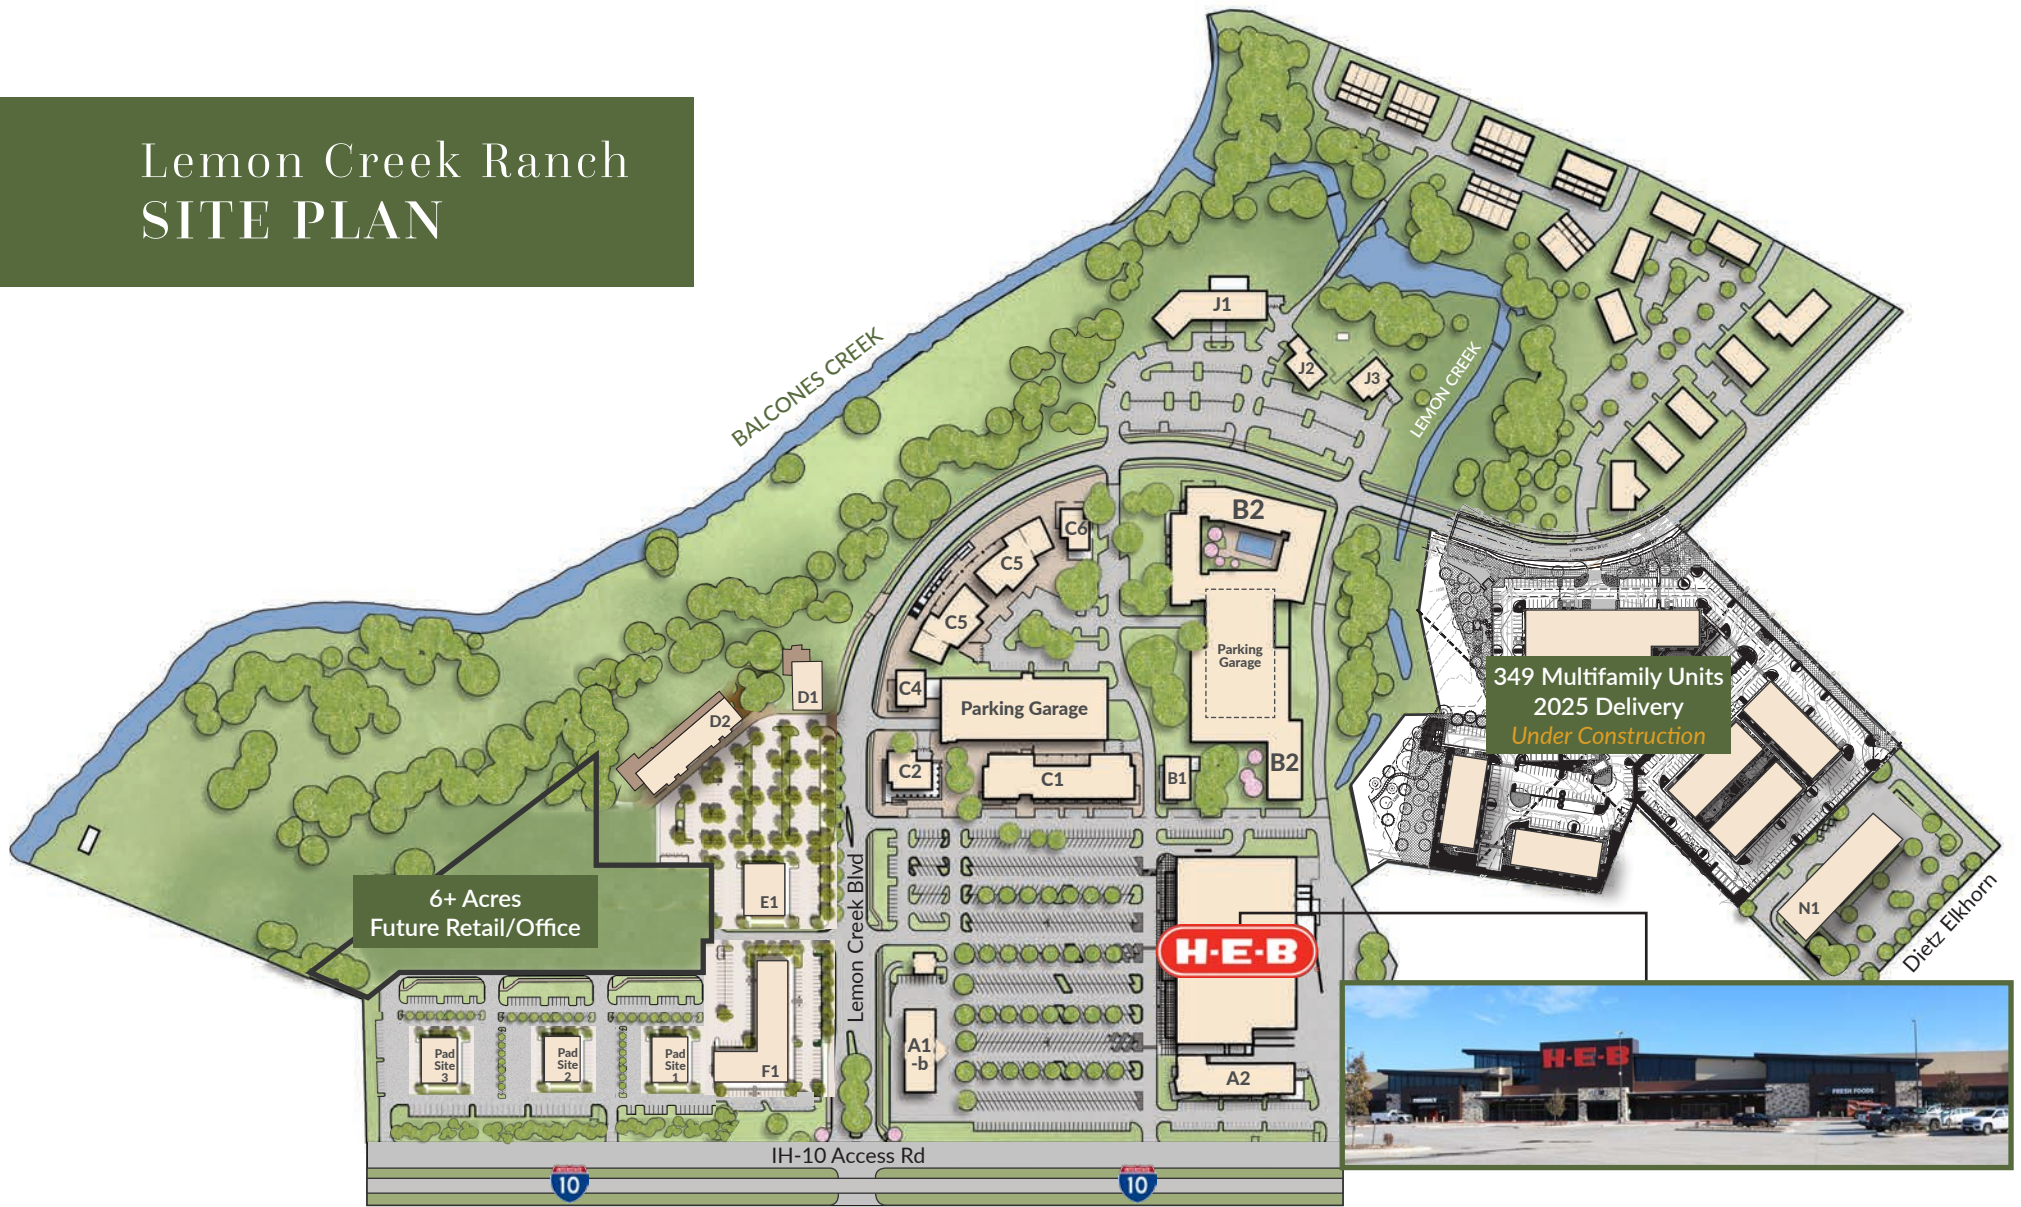 Lemon Creek Ranch
SITE PLAN
BALCONES CREEK
LEMON CREEK
J1
J2
J3
B2
C6
C5
C5
Parking
Garage
C4
Parking Garage
D1
D2
C2
C1
B1
B2
349 Multifamily Units
2025 Delivery
Under Construction
6+ Acres
Future Retail/Office
E1
Lemon Creek Blvd
H-E-B
N1
Dietz Elkhorn
Pad
Site
3
Pad
Site
2
Pad
Site
1
F1
A1
-b
A2
H-E-B
PHARMACY
FRESH FOODS
IH-10 Access Rd
10
10